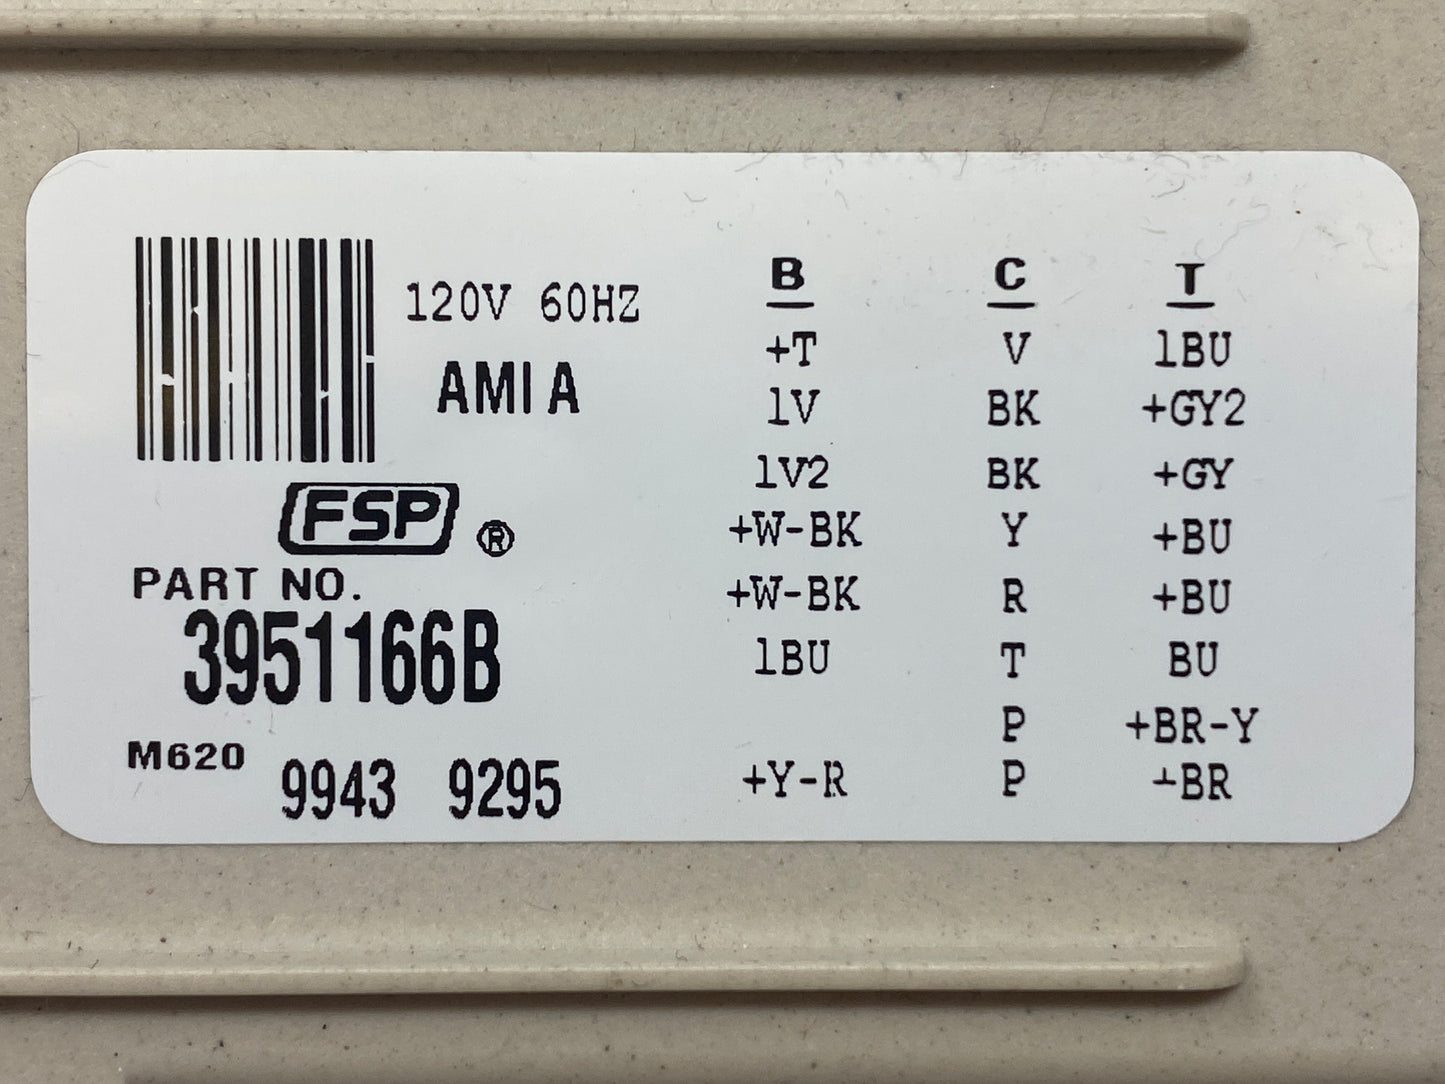 120V 60HZ
AMI A
FSP ®
PART NO.
3951166B
M620 9943 9295
B C T
+T V 1BU
1V BK +GY2
1V2 BK +GY
+W-BK Y +BU
+W-BK R +BU
1BU T BU
P +BR-Y
+Y-R P +BR